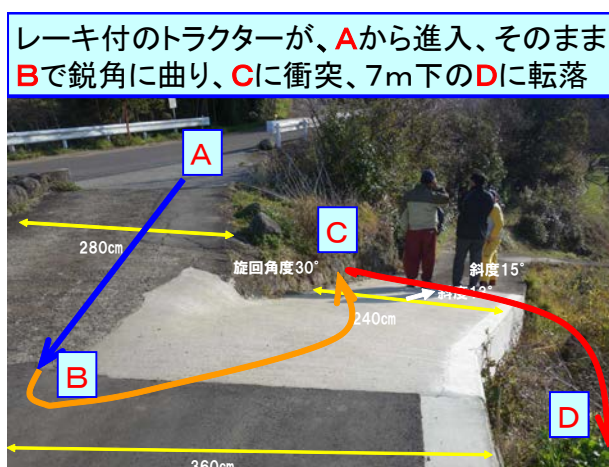 レーキ付のトラクターが、Aから進入、そのまま
Bで鋭角に曲り、Cに衝突、7m下のDに転落
A
280㎝
C
旋回角度30°
斜度15°
240㎝
B
D
360㎝